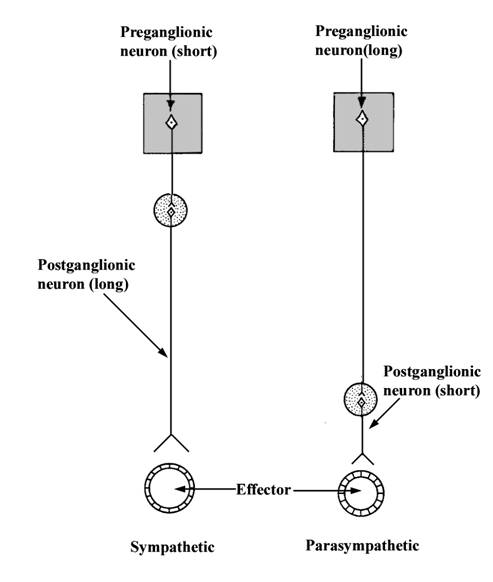 Preganglionic
neuron (short)
Preganglionic
neuron(long)
Postganglionic
neuron (long)
Postganglionic
neuron (short)
Effector
Sympathetic
Parasympathetic